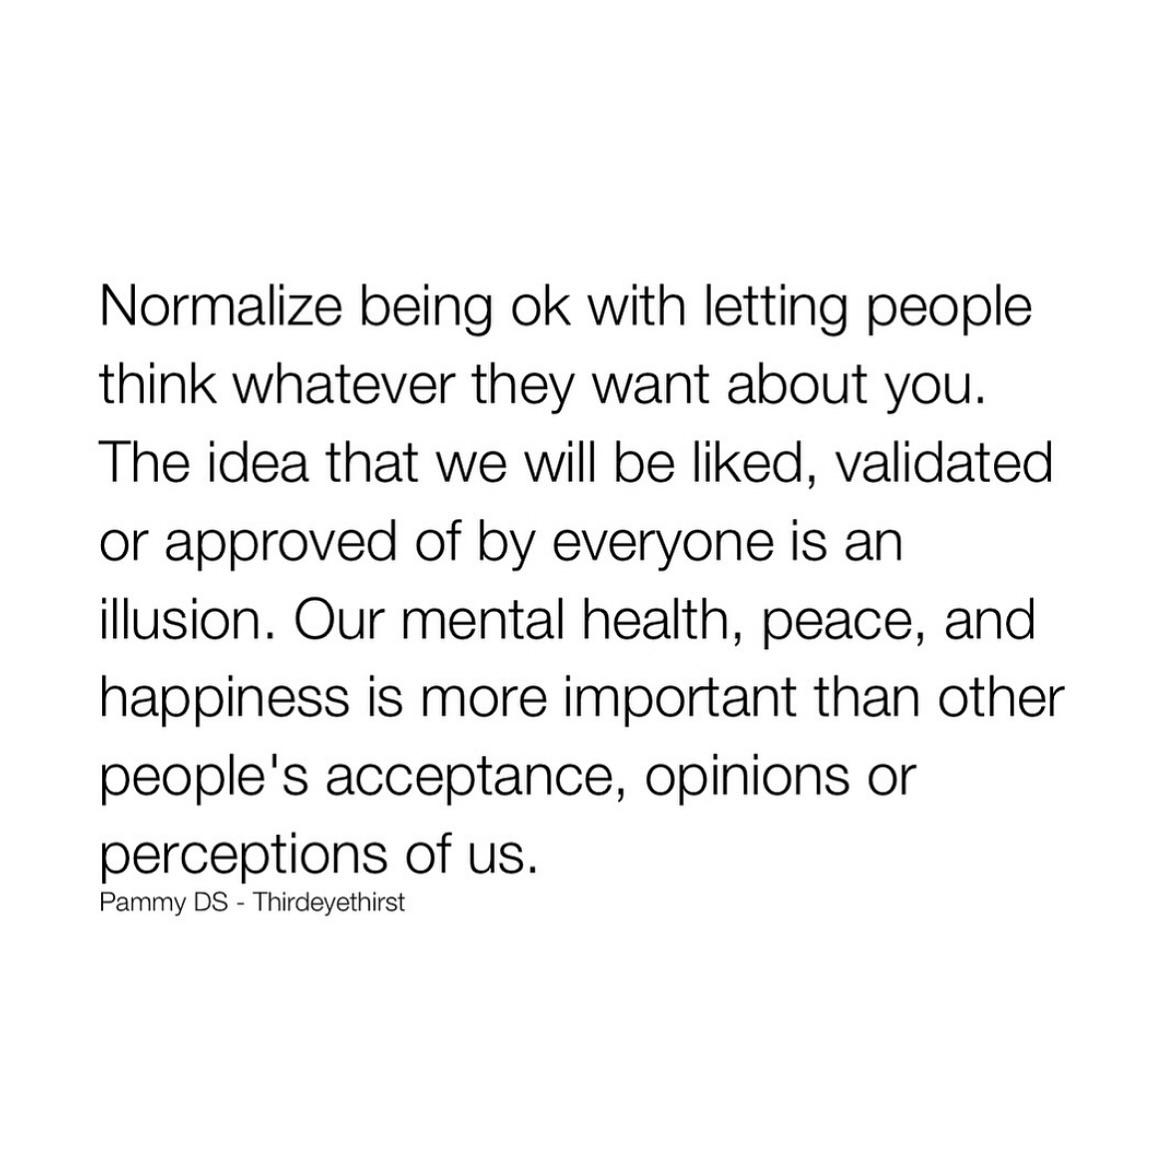 Normalize being ok with letting people
think whatever they want about you.
The idea that we will be liked, validated
or approved of by everyone is an
illusion. Our mental health, peace, and
happiness is more important than other
people's acceptance, opinions or
perceptions of us.
Pammy DS - Thirdeyethirst